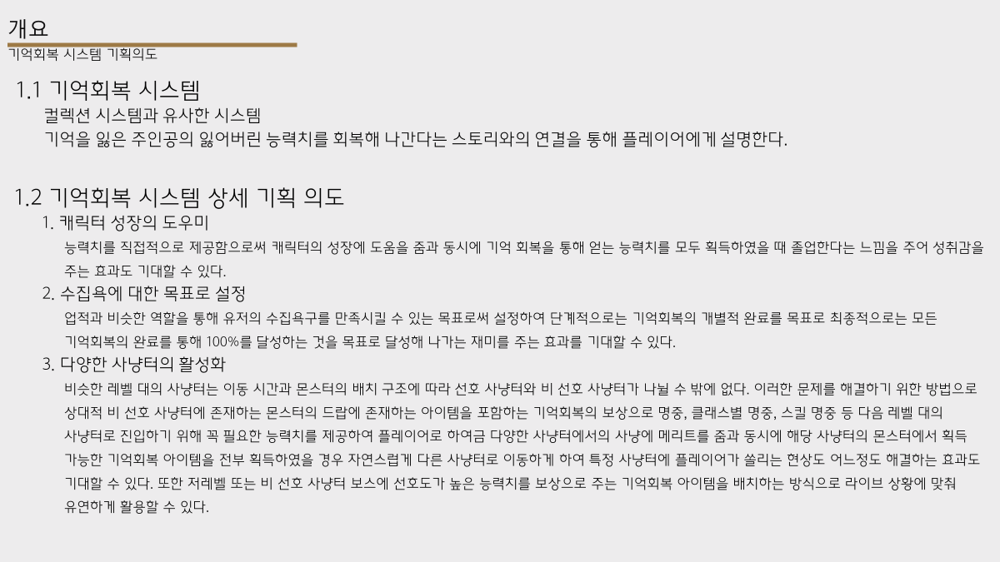 개요
기억회복 시스템 기획의도
1.1 기억회복 시스템
컬렉션 시스템과 유사한 시스템
기억을 잃은 주인공의 잃어버린 능력치를 회복해 나간다는 스토리와의 연결을 통해 플레이어에게 설명한다.
1.2 기억회복 시스템 상세 기획 의도
1. 캐릭터 성장의 도우미
능력치를 직접적으로 제공함으로써 캐릭터의 성장에 도움을 줌과 동시에 기억 회복을 통해 얻는 능력치를 모두 획득하였을 때 졸업한다는 느낌을 주어 성취감을
주는 효과도 기대할 수 있다.
2. 수집욕에 대한 목표로 설정
업적과 비슷한 역할을 통해 유저의 수집욕구를 만족시킬 수 있는 목표로써 설정하여 단계적으로는 기억회복의 개별적 완료를 목표로 최종적으로는 모든
기억회복의 완료를 통해 100%를 달성하는 것을 목표로 달성해 나가는 재미를 주는 효과를 기대할 수 있다.
3. 다양한 사냥터의 활성화
비슷한 레벨 대의 사냥터는 이동 시간과 몬스터의 배치 구조에 따라 선호 사냥터와 비 선호 사냥터가 나뉠 수 밖에 없다. 이러한 문제를 해결하기 위한 방법으로
상대적 비 선호 사냥터에 존재하는 몬스터의 드랍에 존재하는 아이템을 포함하는 기억회복의 보상으로 명중, 클래스별 명중, 스킬 명중 등 다음 레벨 대의
사냥터로 진입하기 위해 꼭 필요한 능력치를 제공하여 플레이어로 하여금 다양한 사냥터에서의 사냥에 메리트를 줌과 동시에 해당 사냥터의 몬스터에서 획득
가능한 기억회복 아이템을 전부 획득하였을 경우 자연스럽게 다른 사냥터로 이동하게 하여 특정 사냥터에 플레이어가 쏠리는 현상도 어느정도 해결하는 효과도
기대할 수 있다. 또한 저레벨 또는 비 선호 사냥터 보스에 선호도가 높은 능력치를 보상으로 주는 기억회복 아이템을 배치하는 방식으로 라이브 상황에 맞춰
유연하게 활용할 수 있다.